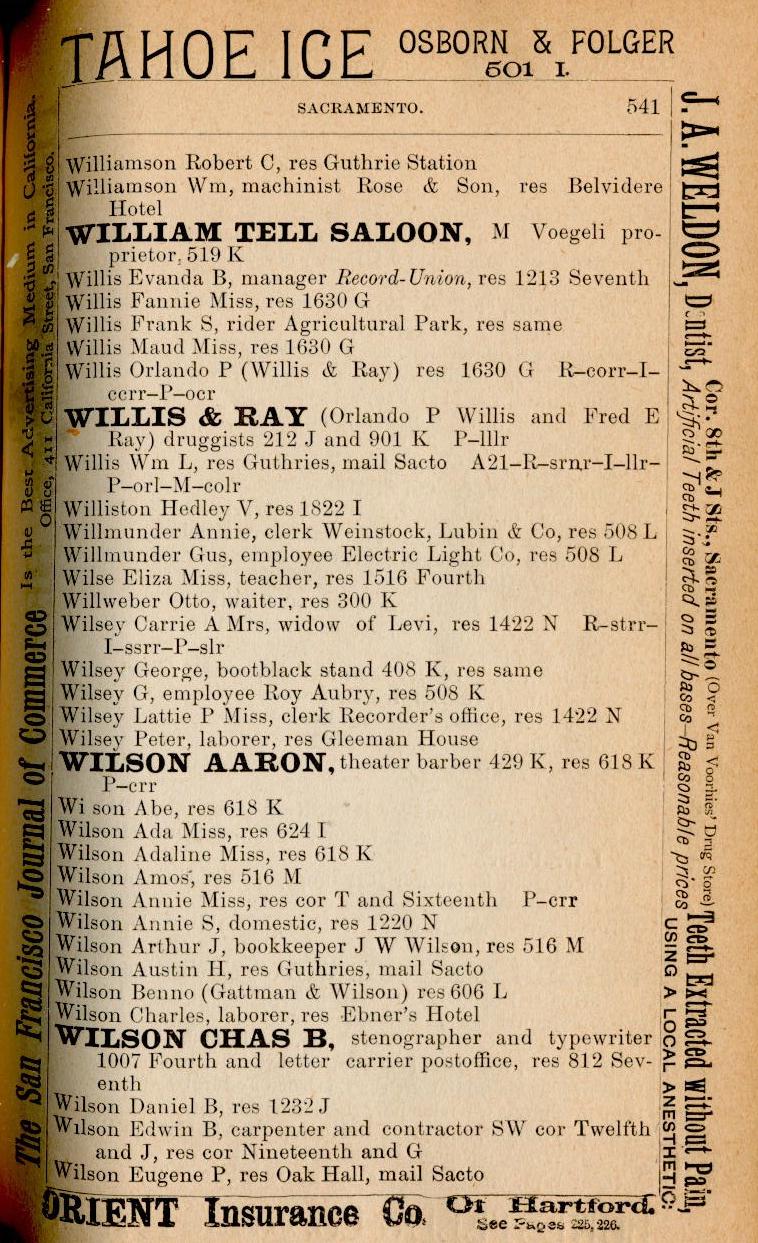 TAHOE ICE OSBORN & FOLGER
501 I.
SACRAMENTO. 541
Williamson Robert C, res Guthrie Station
Williamson Wm, machinist Rose & Son, res Belvidere
Hotel
WILLIAM TELL SALOON, M Voegeli pro-
prietor, 519 K
Willis Evanda B, manager Record-Union, res 1213 Seventh
Willis Fannie Miss, res 1630 G
Willis Frank S, rider Agricultural Park, res same
Willis Maud Miss, res 1630 G
Willis Orlando P (Willis & Ray) res 1630 G R–corr–I–
ccrr–P–ocr
WILLIS & RAY (Orlando P Willis and Fred E
Ray) druggists 212 J and 901 K P–lllr
Willis Wm L, res Guthries, mail Sacto A21–R–srnr–I–llr–
P–orl–M–colr
Williston Hedley V, res 1822 I
Willmunder Annie, clerk Weinstock, Lubin & Co, res 508 L
Willmunder Gus, employee Electric Light Co, res 508 L
Wilse Eliza Miss, teacher, res 1516 Fourth
Willweber Otto, waiter, res 300 K
Wilsey Carrie A Mrs, widow of Levi, res 1422 N R–strr–
I–ssrr–P–slr
Wilsey George, bootblack stand 408 K, res same
Wilsey G, employee Roy Aubry, res 508 K
Wilsey Lattie P Miss, clerk Recorder's office, res 1422 N
Wilsey Peter, laborer, res Gleeman House
WILSON AARON, theater barber 429 K, res 618 K
P–crr
Wi son Abe, res 618 K
Wilson Ada Miss, res 624 I
Wilson Adaline Miss, res 618 K
Wilson Amos, res 516 M
Wilson Annie Miss, res cor T and Sixteenth P–crr
Wilson Annie S, domestic, res 1220 N
Wilson Arthur J, bookkeeper J W Wilson, res 516 M
Wilson Austin H, res Guthries, mail Sacto
Wilson Benno (Gattman & Wilson) res 606 L
Wilson Charles, laborer, res Ebner's Hotel
WILSON CHAS B, stenographer and typewriter
1007 Fourth and letter carrier postoffice, res 812 Sev-
enth
Wilson Daniel B, res 1232 J
Wilson Edwin B, carpenter and contractor SW cor Twelfth
and J, res cor Nineteenth and G
Wilson Eugene P, res Oak Hall, mail Sacto
ORIENT Insurance Co. Of Hartford.
See Pages 225, 226.
The San Francisco Journal of Commerce Is the Best Advertising Medium in California.
Office, 411 California Street, San Francisco.
J. A. WELDON, Dentist, Cor. 8th & J Sts., Sacramento (Over Van Voorhies' Drug Store)
Artificial Teeth inserted on all bases—Reasonable prices
Teeth Extracted without Pain,
USING A LOCAL ANESTHETIC.